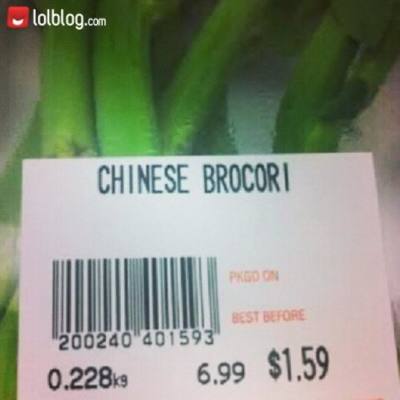 lolblog.com
CHINESE BROCORI
PKGD ON
BEST BEFORE
200240 401593
0.228kg 6.99 $1.59